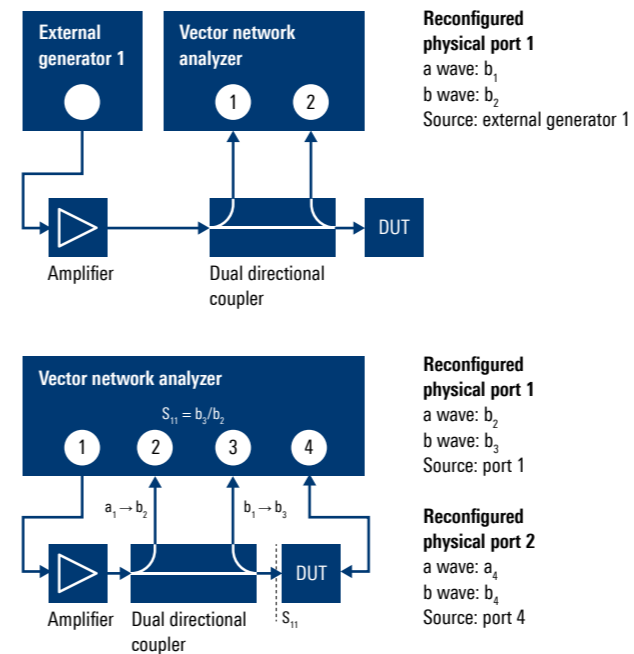 External
generator 1
Vector network
analyzer
1
2
Amplifier
Dual directional
coupler
DUT
Reconfigured
physical port 1
a wave: b₁
b wave: b₂
Source: external generator 1
Vector network analyzer
S₁₁ = b₃/b₂
1
2
3
4
a₁→b₂
b₁→b₃
DUT
Amplifier
Dual directional
coupler
S₁₁
Reconfigured
physical port 1
a wave: b₂
b wave: b₃
Source: port 1
Reconfigured
physical port 2
a wave: a₄
b wave: b₄
Source: port 4